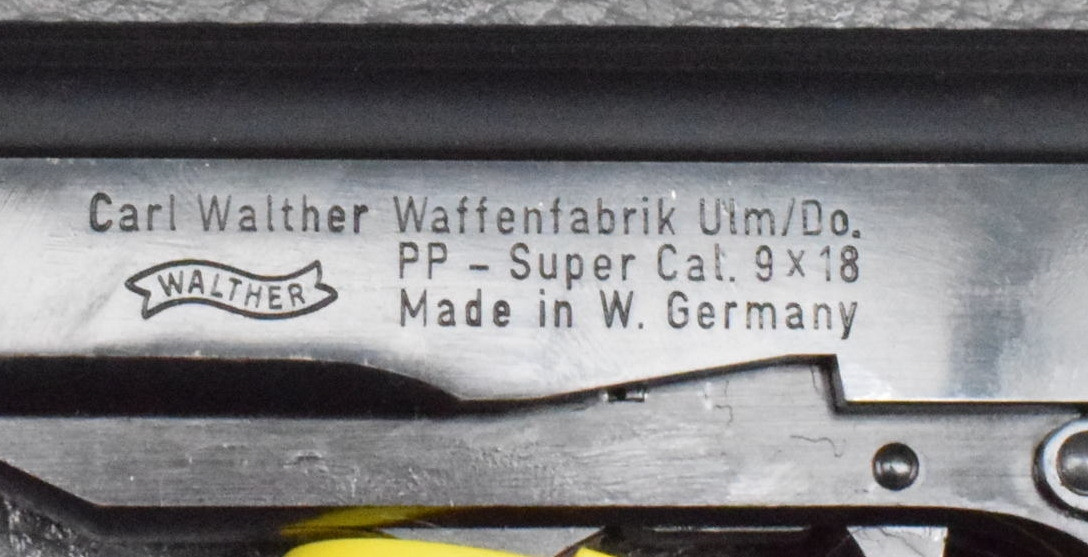 Carl Walther Waffenfabrik Ulm/Do.
PP - Super Cal. 9x18
WALTHER
Made in W. Germany